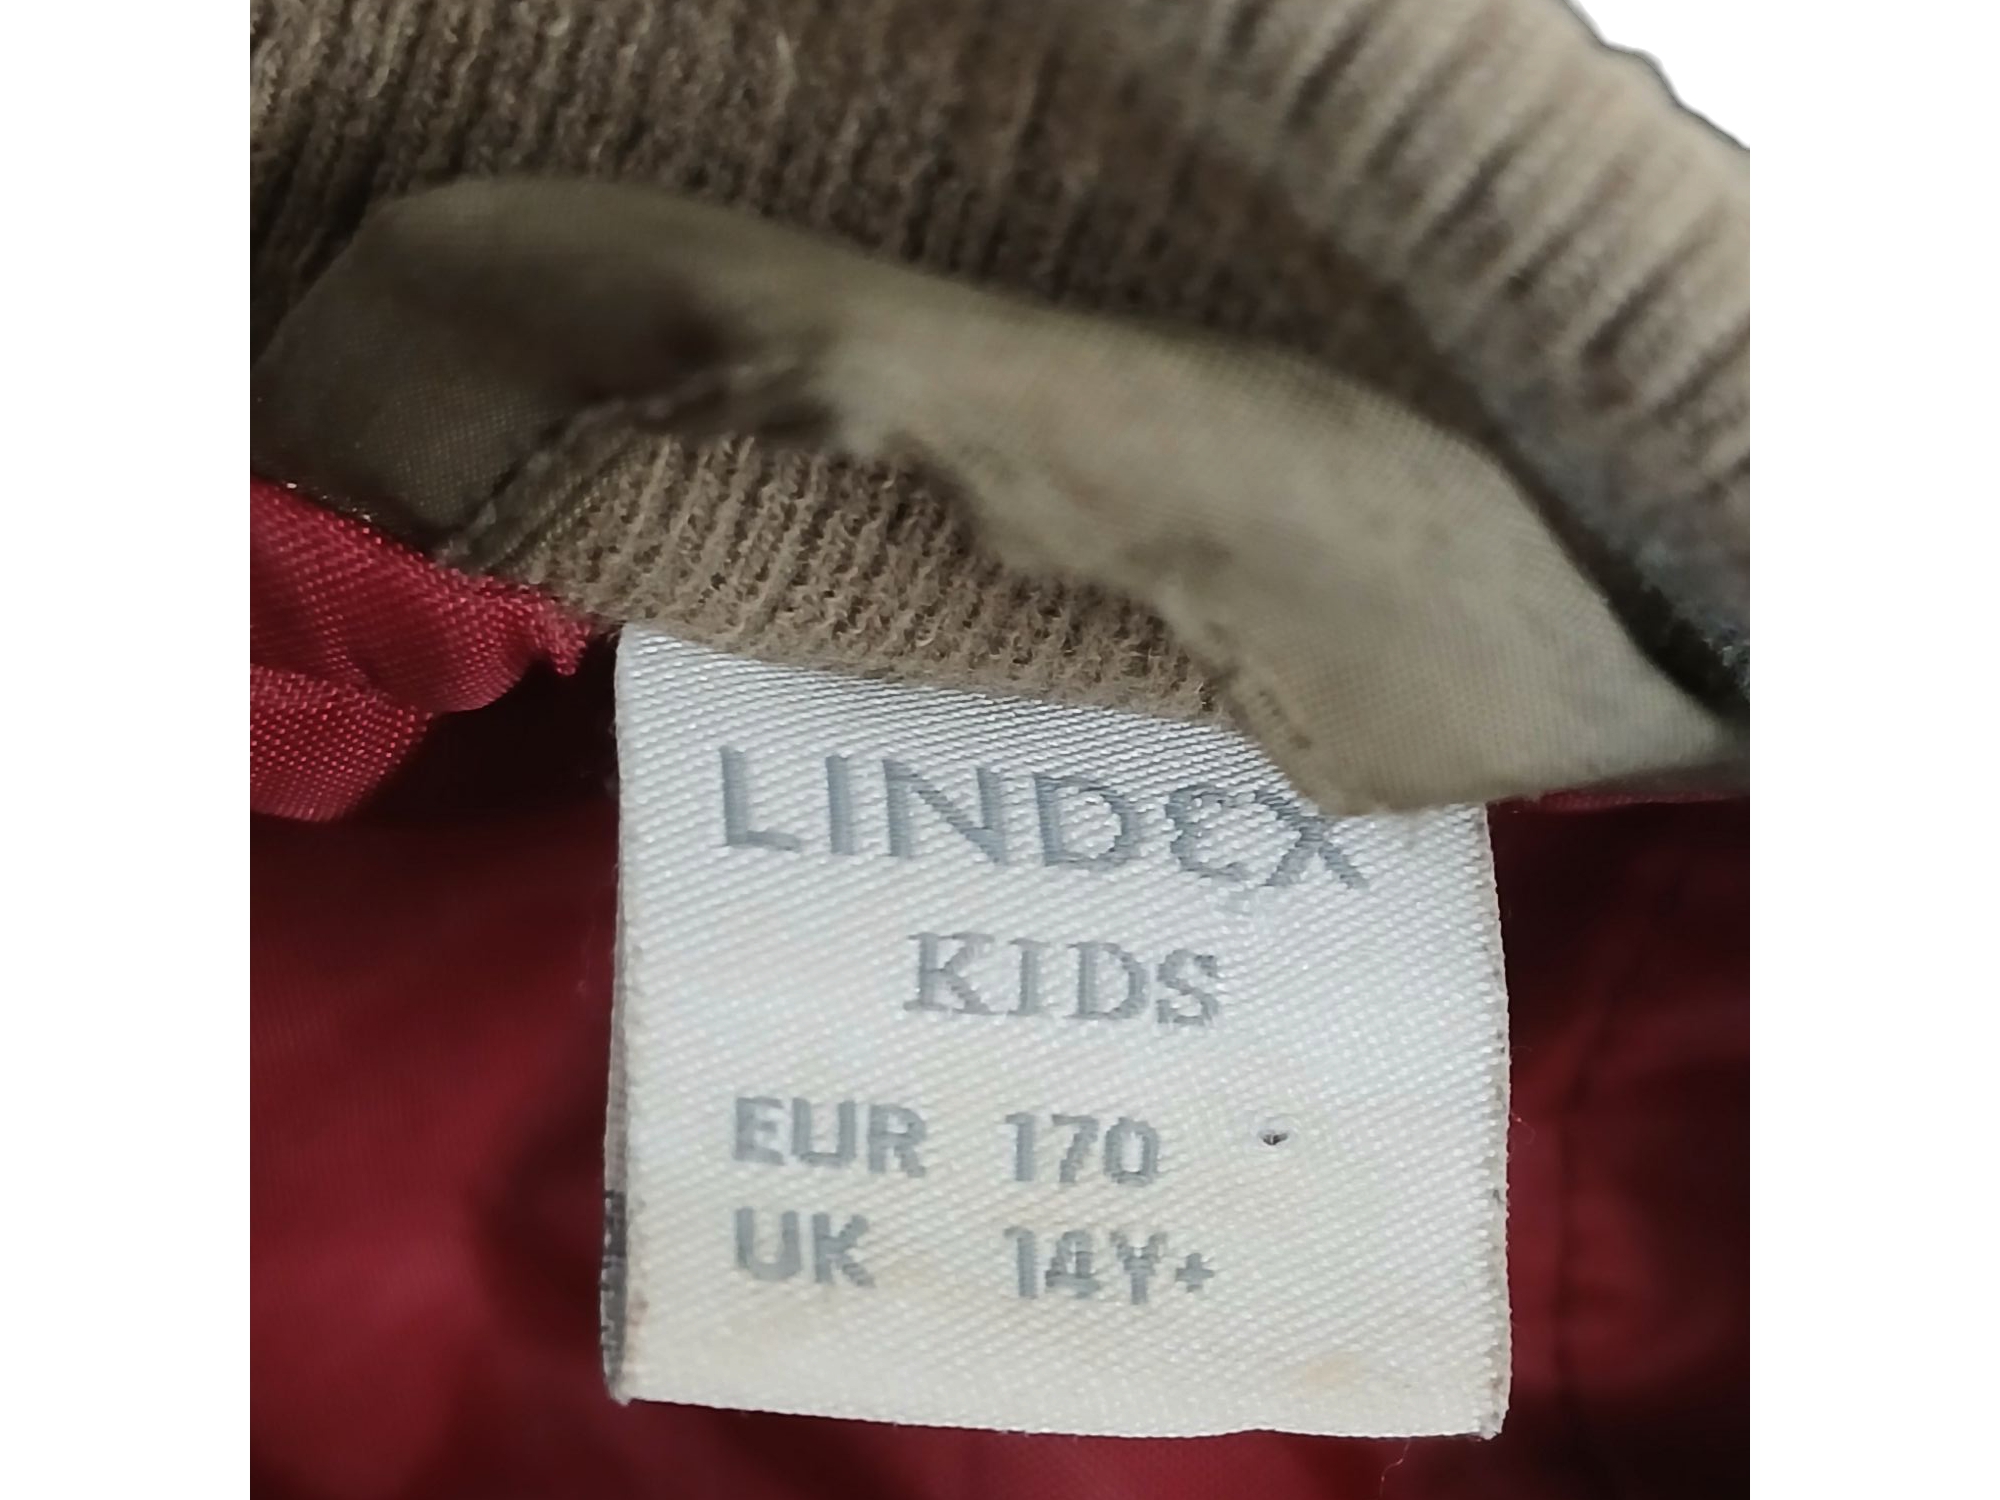 LINDEX
KIDS
EUR 170
UK 14Y+